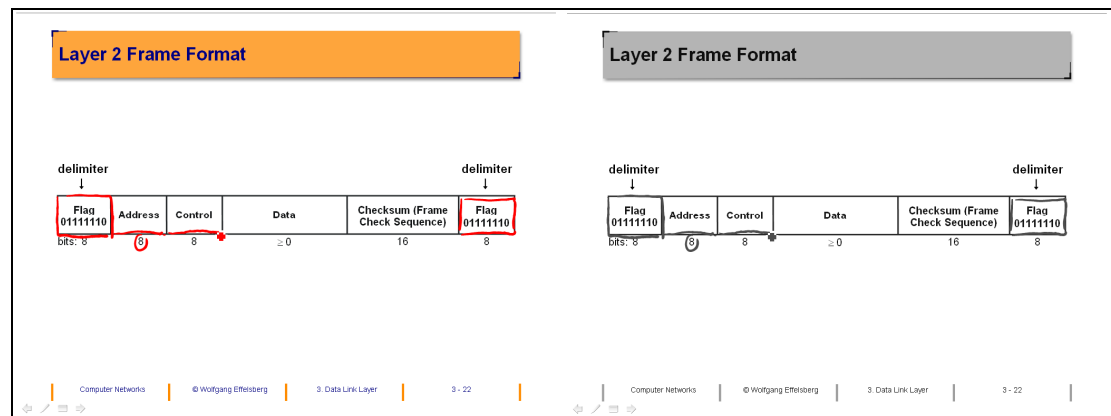 Layer 2 Frame Format
delimiter delimiter
Flag 01111110 Address Control Data Checksum (Frame Check Sequence) Flag 01111110
bits: 8 8 8 ≥ 0 16 8
Computer Networks © Wolfgang Effelsberg 3. Data Link Layer 3 - 22
Layer 2 Frame Format
delimiter delimiter
Flag 01111110 Address Control Data Checksum (Frame Check Sequence) Flag 01111110
bits: 8 8 8 ≥ 0 16 8
Computer Networks © Wolfgang Effelsberg 3. Data Link Layer 3 - 22